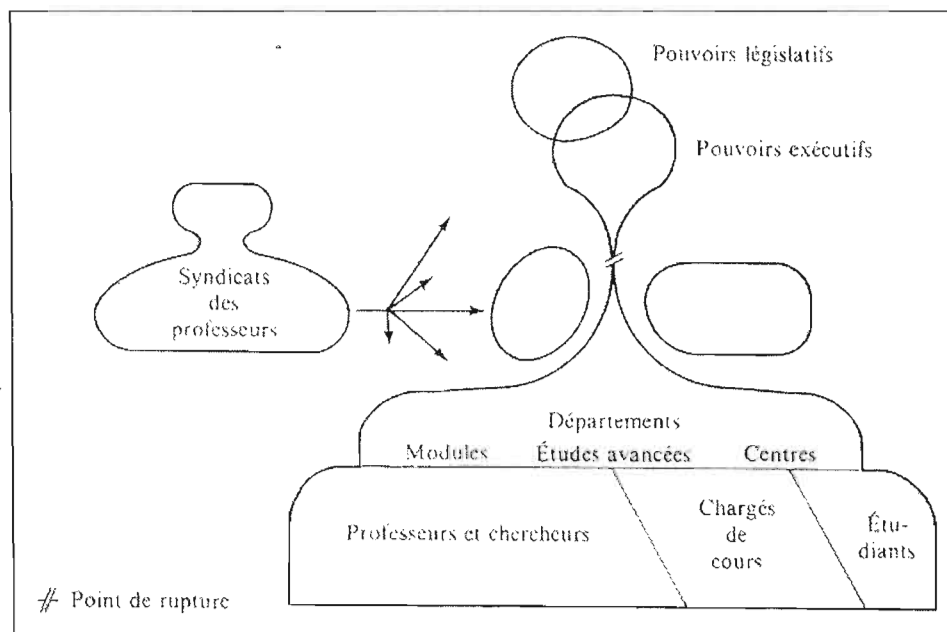 Pouvoirs législatifs
Pouvoirs exécutifs
Syndicats
des
professeurs
Départements
Modules Études avancées Centres
Professeurs et chercheurs
Chargés
de
cours
Étu-
diants
# Point de rupture